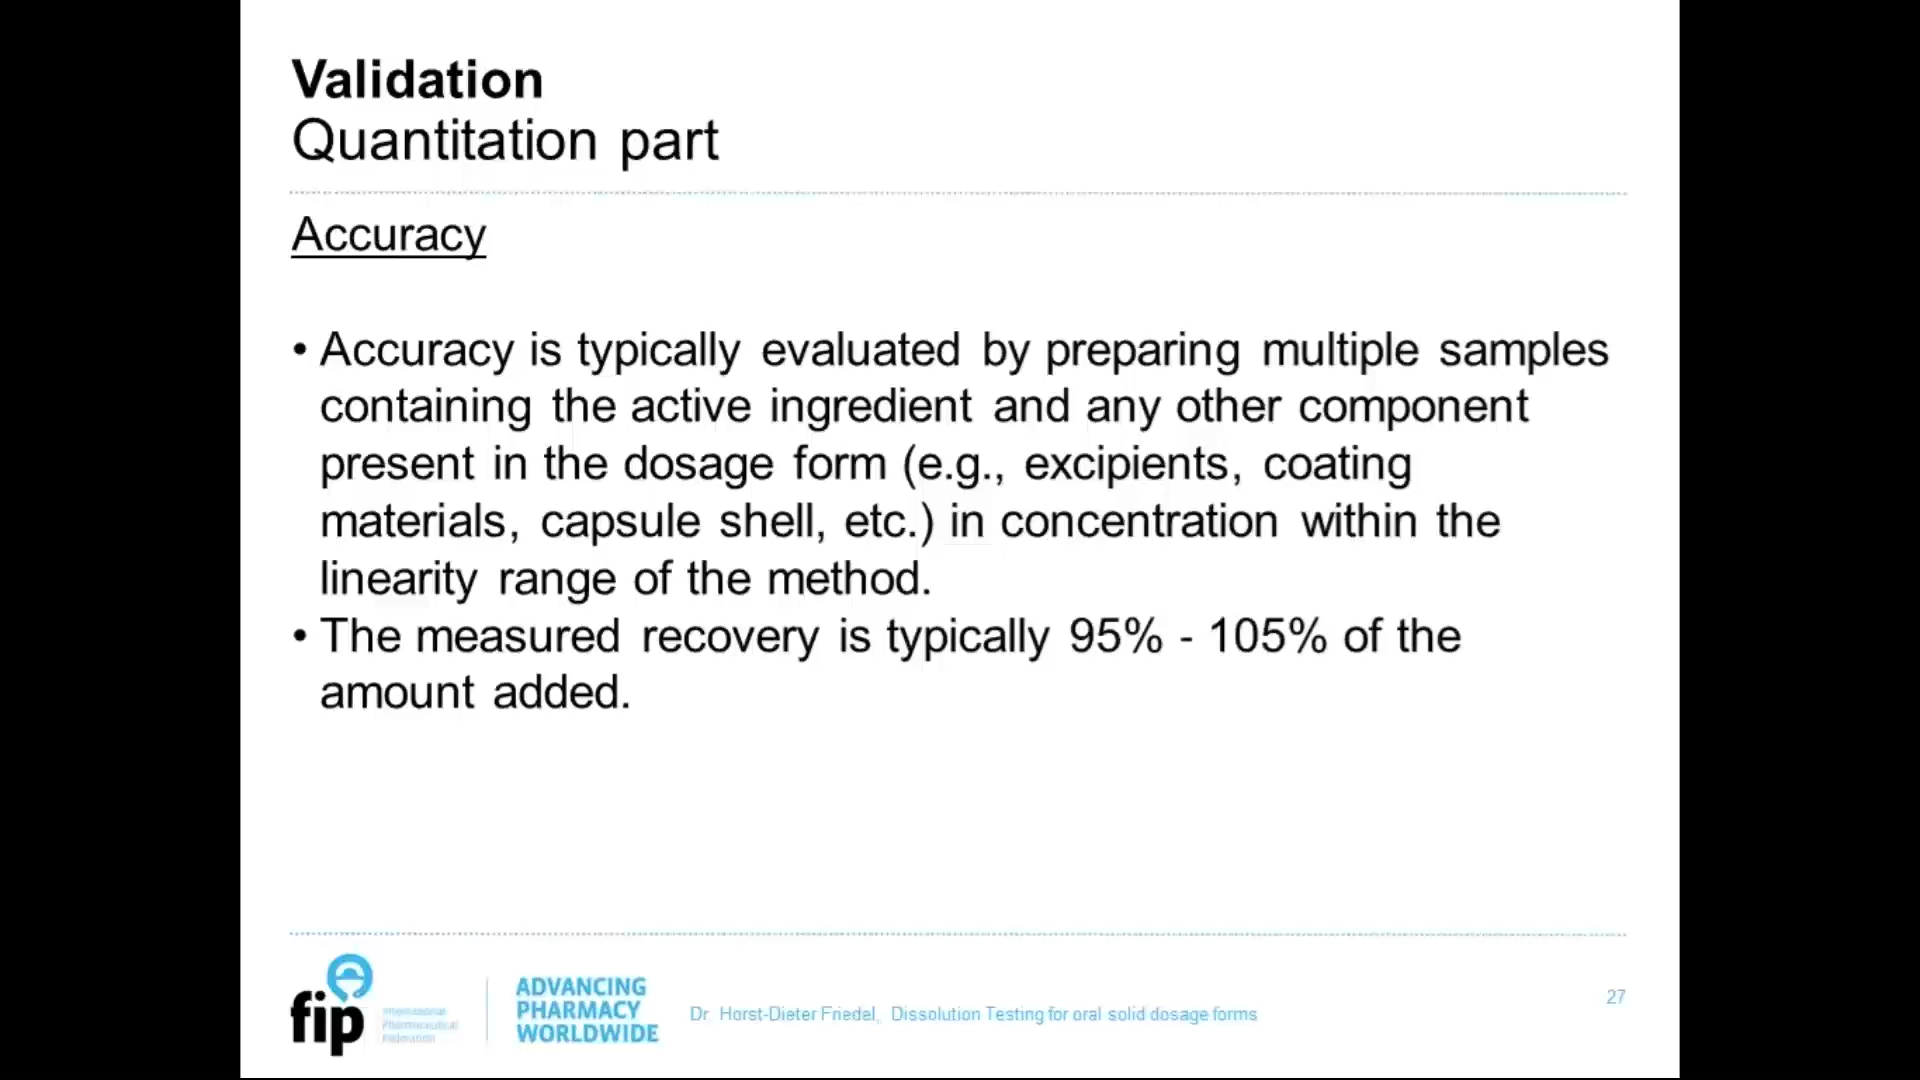 Validation
Quantitation part
Accuracy
• Accuracy is typically evaluated by preparing multiple samples
containing the active ingredient and any other component
present in the dosage form (e.g., excipients, coating
materials, capsule shell, etc.) in concentration within the
linearity range of the method.
• The measured recovery is typically 95% - 105% of the
amount added.
fip
International
Pharmaceutical
Federation
ADVANCING
PHARMACY
WORLDWIDE
Dr. Horst-Dieter Friedel, Dissolution Testing for oral solid dosage forms
27